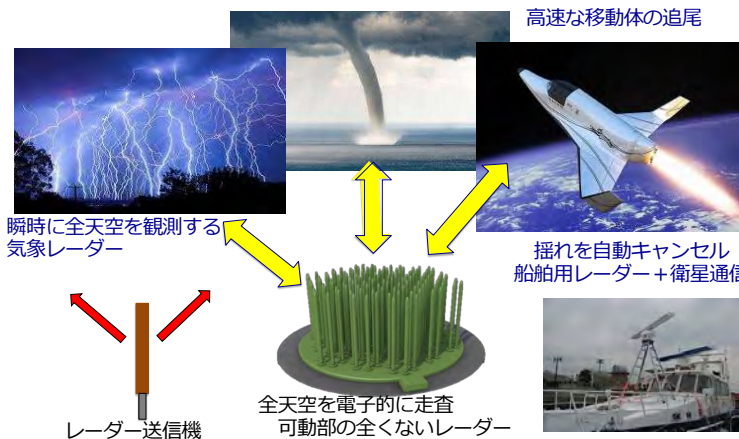 高速な移動体の追尾
瞬時に全天空を観測する
気象レーダー
揺れを自動キャンセル
船舶用レーダー＋衛星通信
全天空を電子的に走査
可動部の全くないレーダー
レーダー送信機